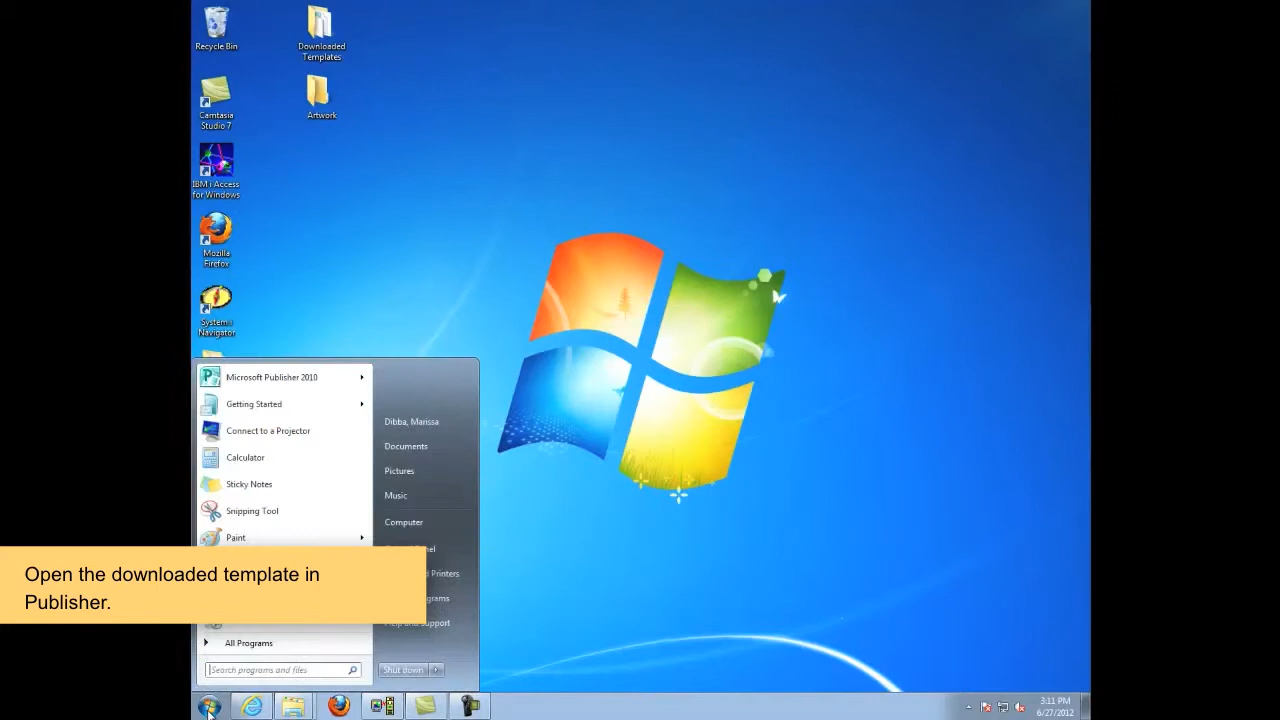 Recycle Bin
Downloaded
Templates
Camtasia
Studio 7
Artwork
IBM i Access
for Windows
Mozilla
Firefox
System i
Navigator
Microsoft Publisher 2010
Getting Started
Connect to a Projector
Calculator
Sticky Notes
Snipping Tool
Paint
All Programs
Search programs and files
Dibba, Marissa
Documents
Pictures
Music
Computer
Printers
Shut down
Open the downloaded template in
Publisher.
3:11 PM
6/27/2012